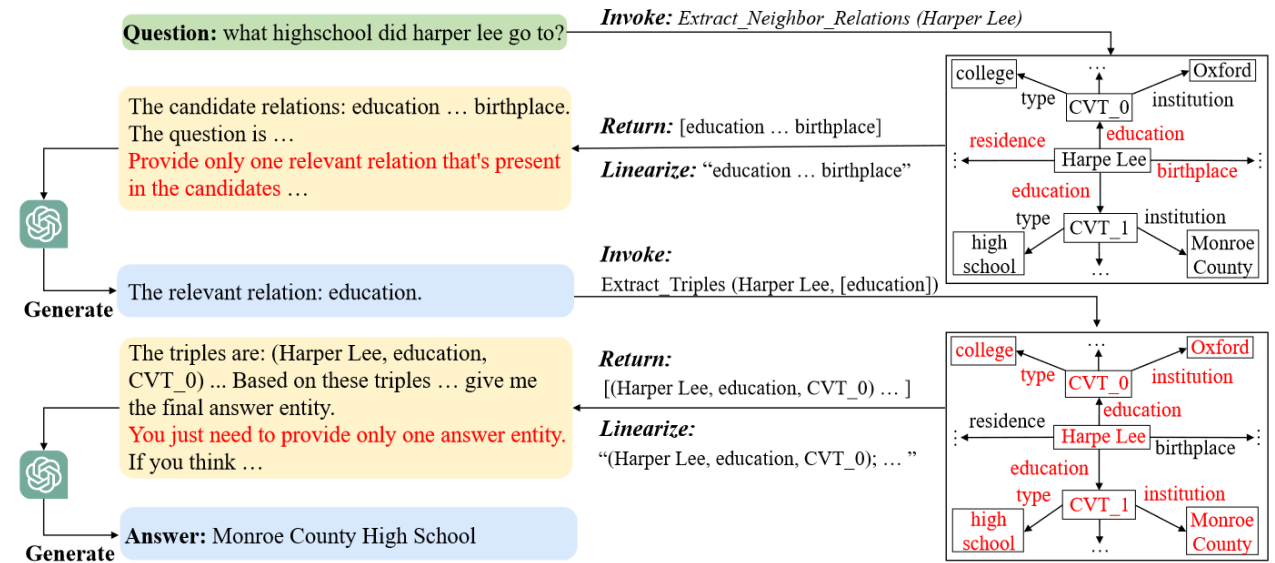 Question: what highschool did harper lee go to?
Invoke: Extract_Neighbor_Relations (Harper Lee)
The candidate relations: education … birthplace.
The question is …
Provide only one relevant relation that's present
in the candidates …
Return: [education … birthplace]
Linearize: “education … birthplace”
college
…
Oxford
type
CVT_0
institution
residence
education
⋮
Harpe Lee
⋮
birthplace
education
type
CVT_1
institution
high
school
…
Monroe
County
Generate
The relevant relation: education.
Invoke:
Extract_Triples (Harper Lee, [education])
The triples are: (Harper Lee, education,
CVT_0) ... Based on these triples … give me
the final answer entity.
You just need to provide only one answer entity.
If you think …
Return:
[(Harper Lee, education, CVT_0) … ]
Linearize:
“(Harper Lee, education, CVT_0); … ”
college
…
Oxford
type
CVT_0
institution
education
residence
⋮
Harpe Lee
⋮
birthplace
education
type
CVT_1
institution
high
school
…
Monroe
County
Generate
Answer: Monroe County High School